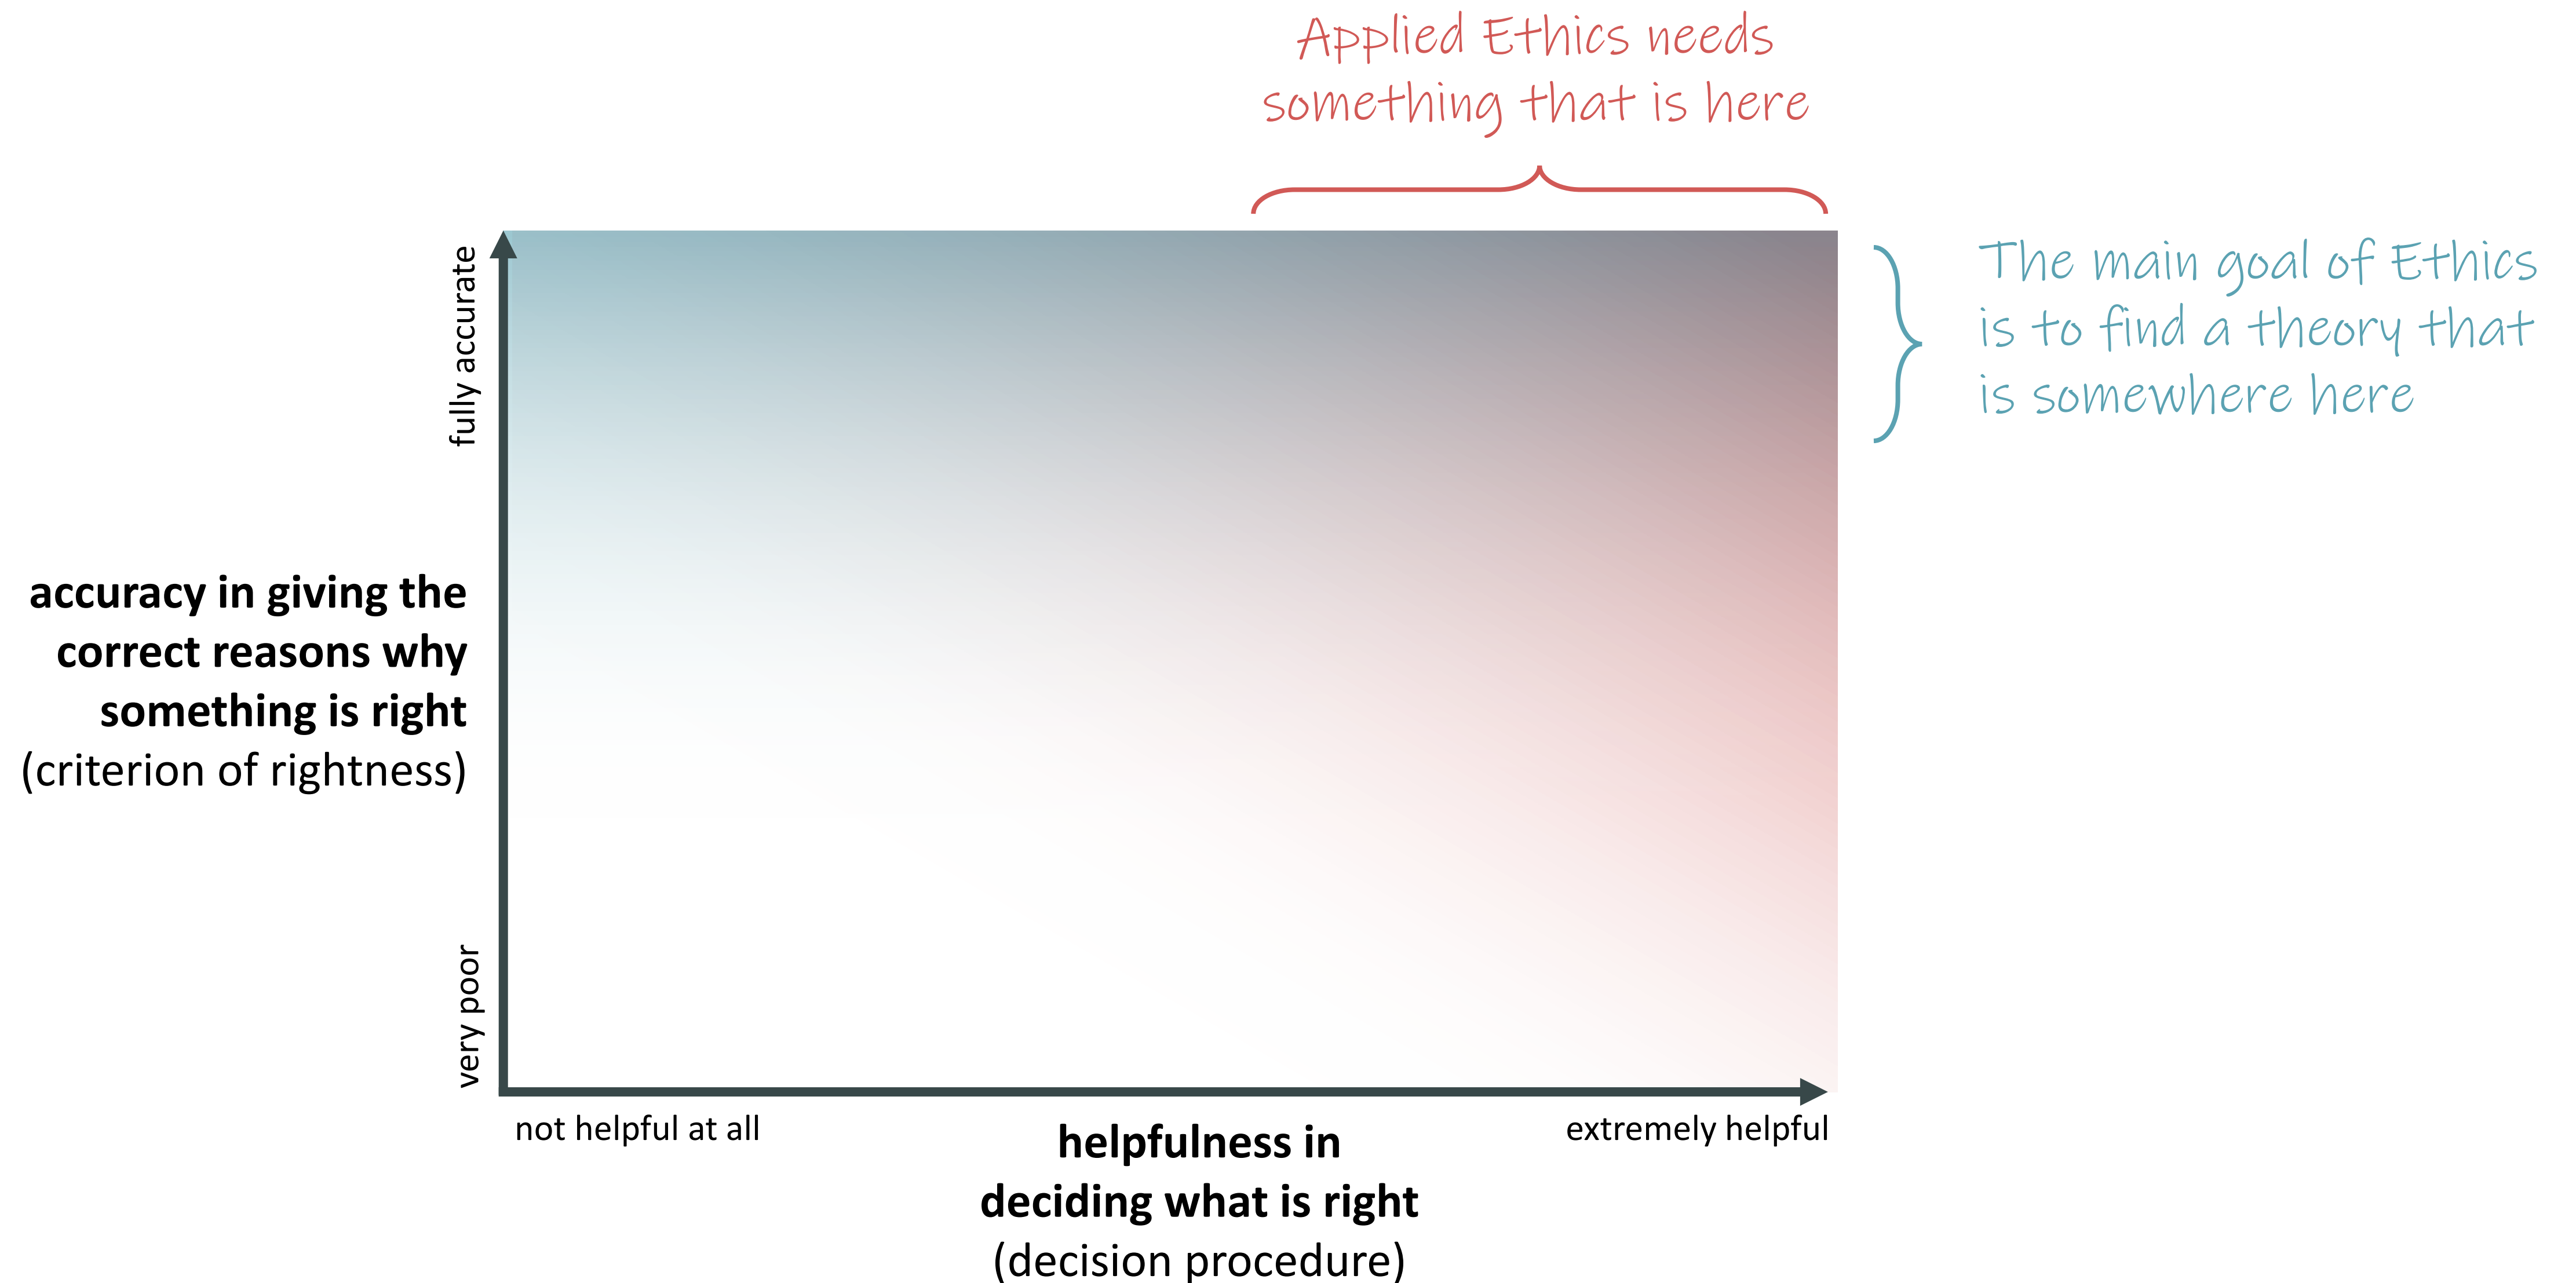 Applied Ethics needs
something that is here
The main goal of Ethics
is to find a theory that
is somewhere here
fully accurate
accuracy in giving the
correct reasons why
something is right
(criterion of rightness)
very poor
not helpful at all
extremely helpful
helpfulness in
deciding what is right
(decision procedure)